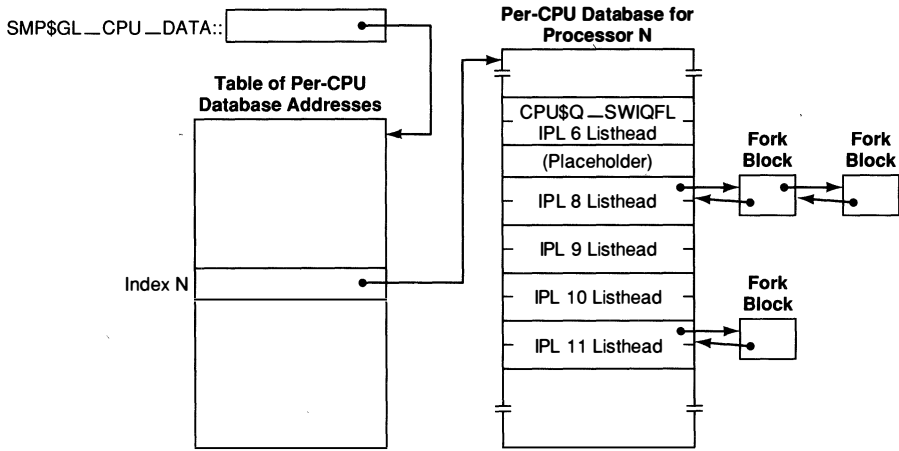 SMP$GL_CPU_DATA::
Table of Per-CPU
Database Addresses
Index N
Per-CPU Database for
Processor N
CPU$Q_SWIQFL
IPL 6 Listhead
(Placeholder)
IPL 8 Listhead
IPL 9 Listhead
IPL 10 Listhead
IPL 11 Listhead
Fork
Block
Fork
Block
Fork
Block